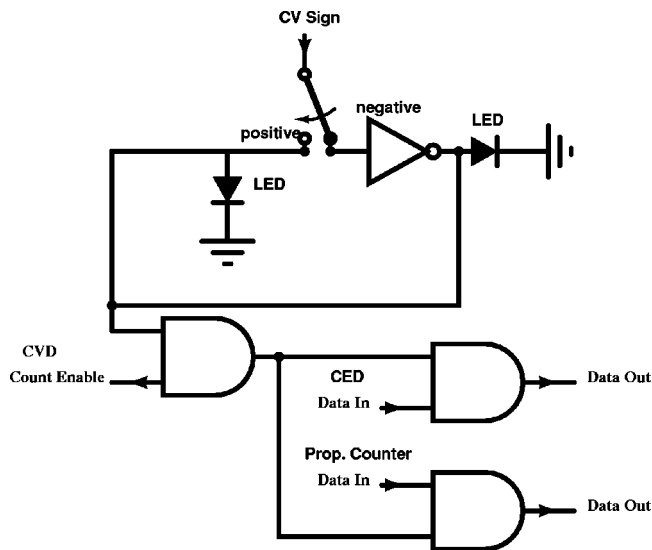 CV Sign
negative
LED
positive
LED
CVD
Count Enable
CED
Data In
Data Out
Prop. Counter
Data In
Data Out